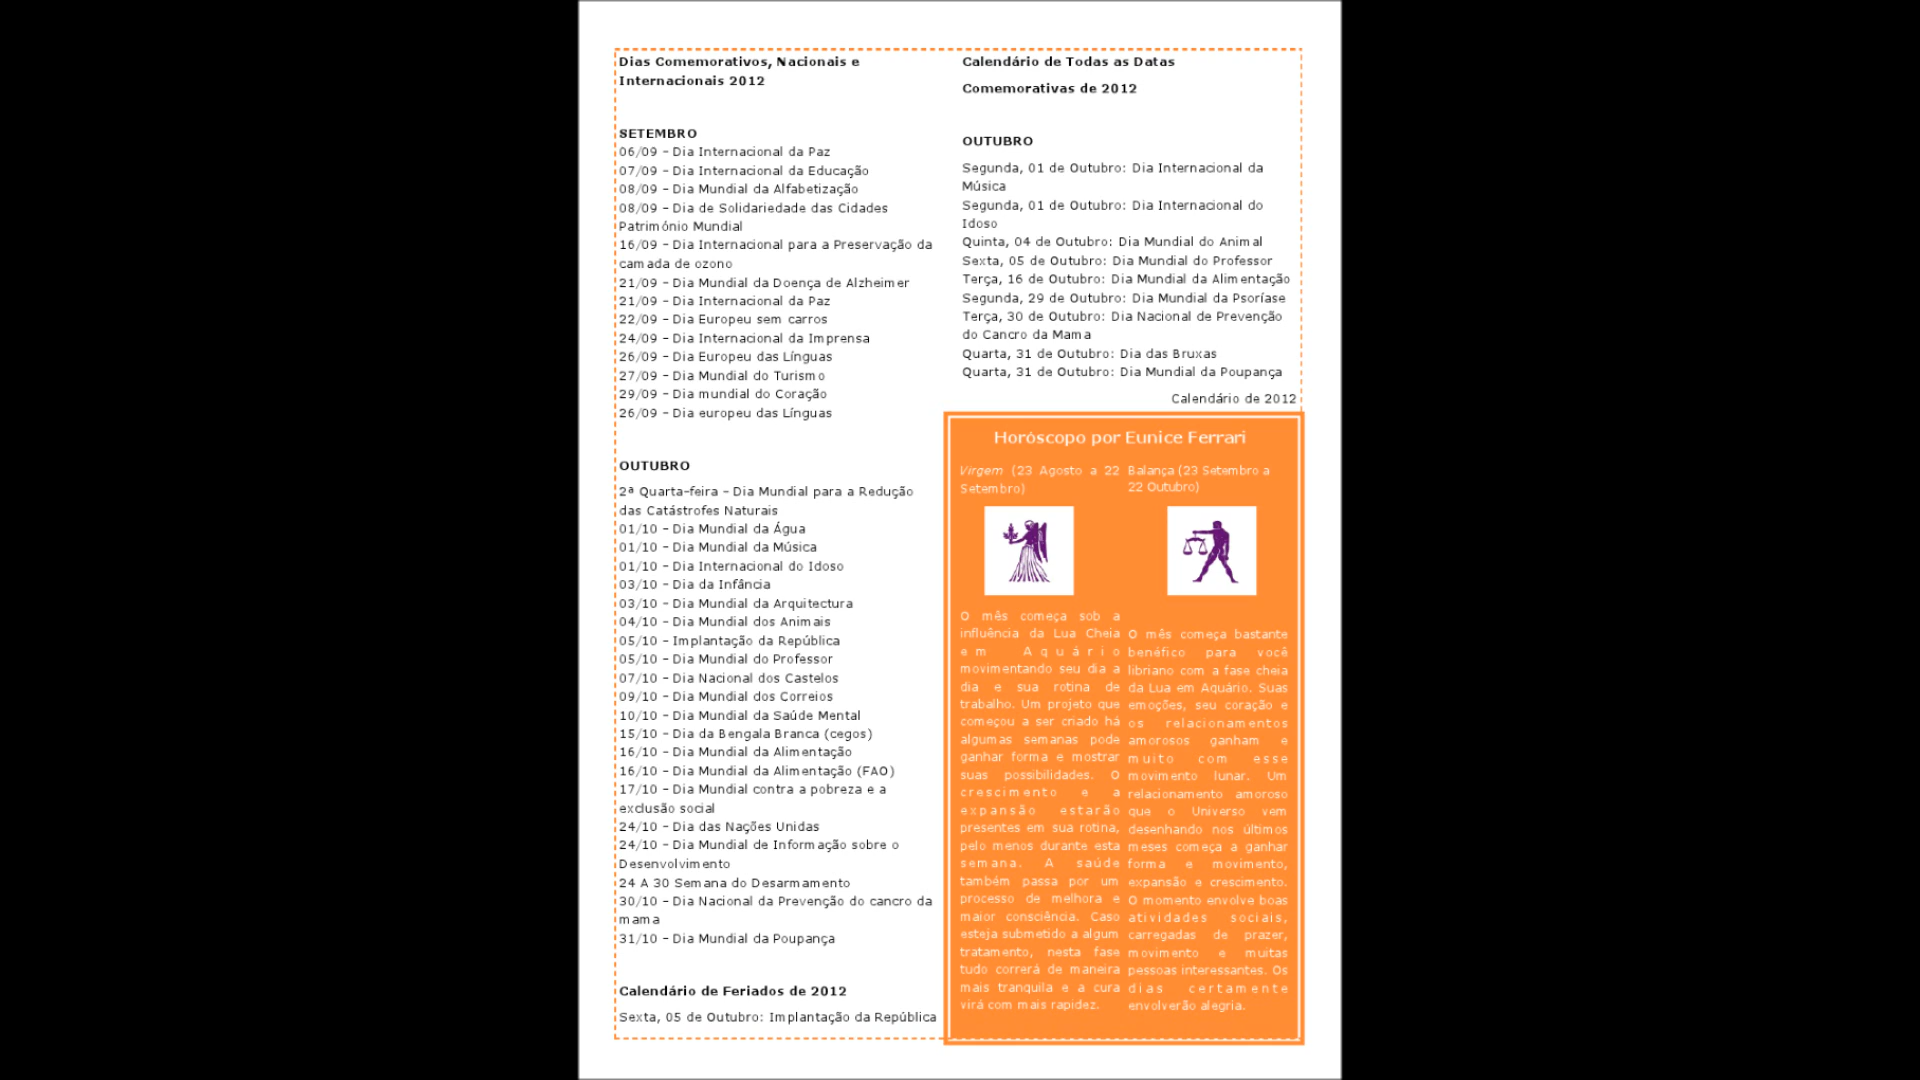 Dias Comemorativos, Nacionais e
Internacionais 2012
SETEMBRO
06/09 – Dia Internacional da Paz
07/09 – Dia Internacional da Educação
08/09 – Dia Mundial da Alfabetização
08/09 – Dia de Solidariedade das Cidades
Património Mundial
16/09 – Dia Internacional para a Preservação da
camada de ozono
21/09 – Dia Mundial da Doença de Alzheimer
21/09 – Dia Internacional da Paz
22/09 – Dia Europeu sem carros
24/09 – Dia Internacional da Imprensa
26/09 – Dia Europeu das Línguas
27/09 – Dia Mundial do Turismo
29/09 – Dia mundial do Coração
26/09 – Dia europeu das Línguas
OUTUBRO
2ª Quarta-feira – Dia Mundial para a Redução
das Catástrofes Naturais
01/10 – Dia Mundial da Água
01/10 – Dia Mundial da Música
01/10 – Dia Internacional do Idoso
03/10 – Dia da Infância
03/10 – Dia Mundial da Arquitectura
04/10 – Dia Mundial dos Animais
05/10 – Implantação da República
05/10 – Dia Mundial do Professor
07/10 – Dia Nacional dos Castelos
09/10 – Dia Mundial dos Correios
10/10 – Dia Mundial da Saúde Mental
15/10 – Dia da Bengala Branca (cegos)
16/10 – Dia Mundial da Alimentação
16/10 – Dia Mundial da Alimentação (FAO)
17/10 – Dia Mundial contra a pobreza e a
exclusão social
24/10 – Dia das Nações Unidas
24/10 – Dia Mundial de Informação sobre o
Desenvolvimento
24 A 30 Semana do Desarmamento
30/10 – Dia Nacional da Prevenção do cancro da
mama
31/10 – Dia Mundial da Poupança
Calendário de Feriados de 2012
Sexta, 05 de Outubro: Implantação da República
Calendário de Todas as Datas
Comemorativas de 2012
OUTUBRO
Segunda, 01 de Outubro: Dia Internacional da
Música
Segunda, 01 de Outubro: Dia Internacional do
Idoso
Quinta, 04 de Outubro: Dia Mundial do Animal
Sexta, 05 de Outubro: Dia Mundial do Professor
Terça, 16 de Outubro: Dia Mundial da Alimentação
Segunda, 29 de Outubro: Dia Mundial da Psoríase
Terça, 30 de Outubro: Dia Nacional de Prevenção
do Cancro da Mama
Quarta, 31 de Outubro: Dia das Bruxas
Quarta, 31 de Outubro: Dia Mundial da Poupança
Calendário de 2012
Horóscopo por Eunice Ferrari
Virgem (23 Agosto a 22
Setembro)
O mês começa sob a
influência da Lua Cheia
em Aquário
movimentando seu dia a
dia e sua rotina de
trabalho. Um projeto que
começou a ser criado há
algumas semanas pode
ganhar forma e mostrar
suas possibilidades. O
crescimento e a
expansão estarão
presentes em sua rotina,
pelo menos durante esta
semana. A saúde
também passa por um
processo de melhora e
maior consciência. Caso
esteja submetido a algum
tratamento, nesta fase
tudo correrá de maneira
mais tranquila e a cura
virá com mais rapidez.
Balança (23 Setembro a
22 Outubro)
O mês começa bastante
benéfico para você
libriano com a fase cheia
da Lua em Aquário. Suas
emoções, seu coração e
os relacionamentos
amorosos ganham e
muito com esse
movimento lunar. Um
relacionamento amoroso
que o Universo vem
desenhando nos últimos
meses começa a ganhar
forma e movimento,
expansão e crescimento.
O momento envolve boas
atividades sociais,
carregadas de prazer,
movimento e muitas
pessoas interessantes. Os
dias certamente
envolverão alegria.